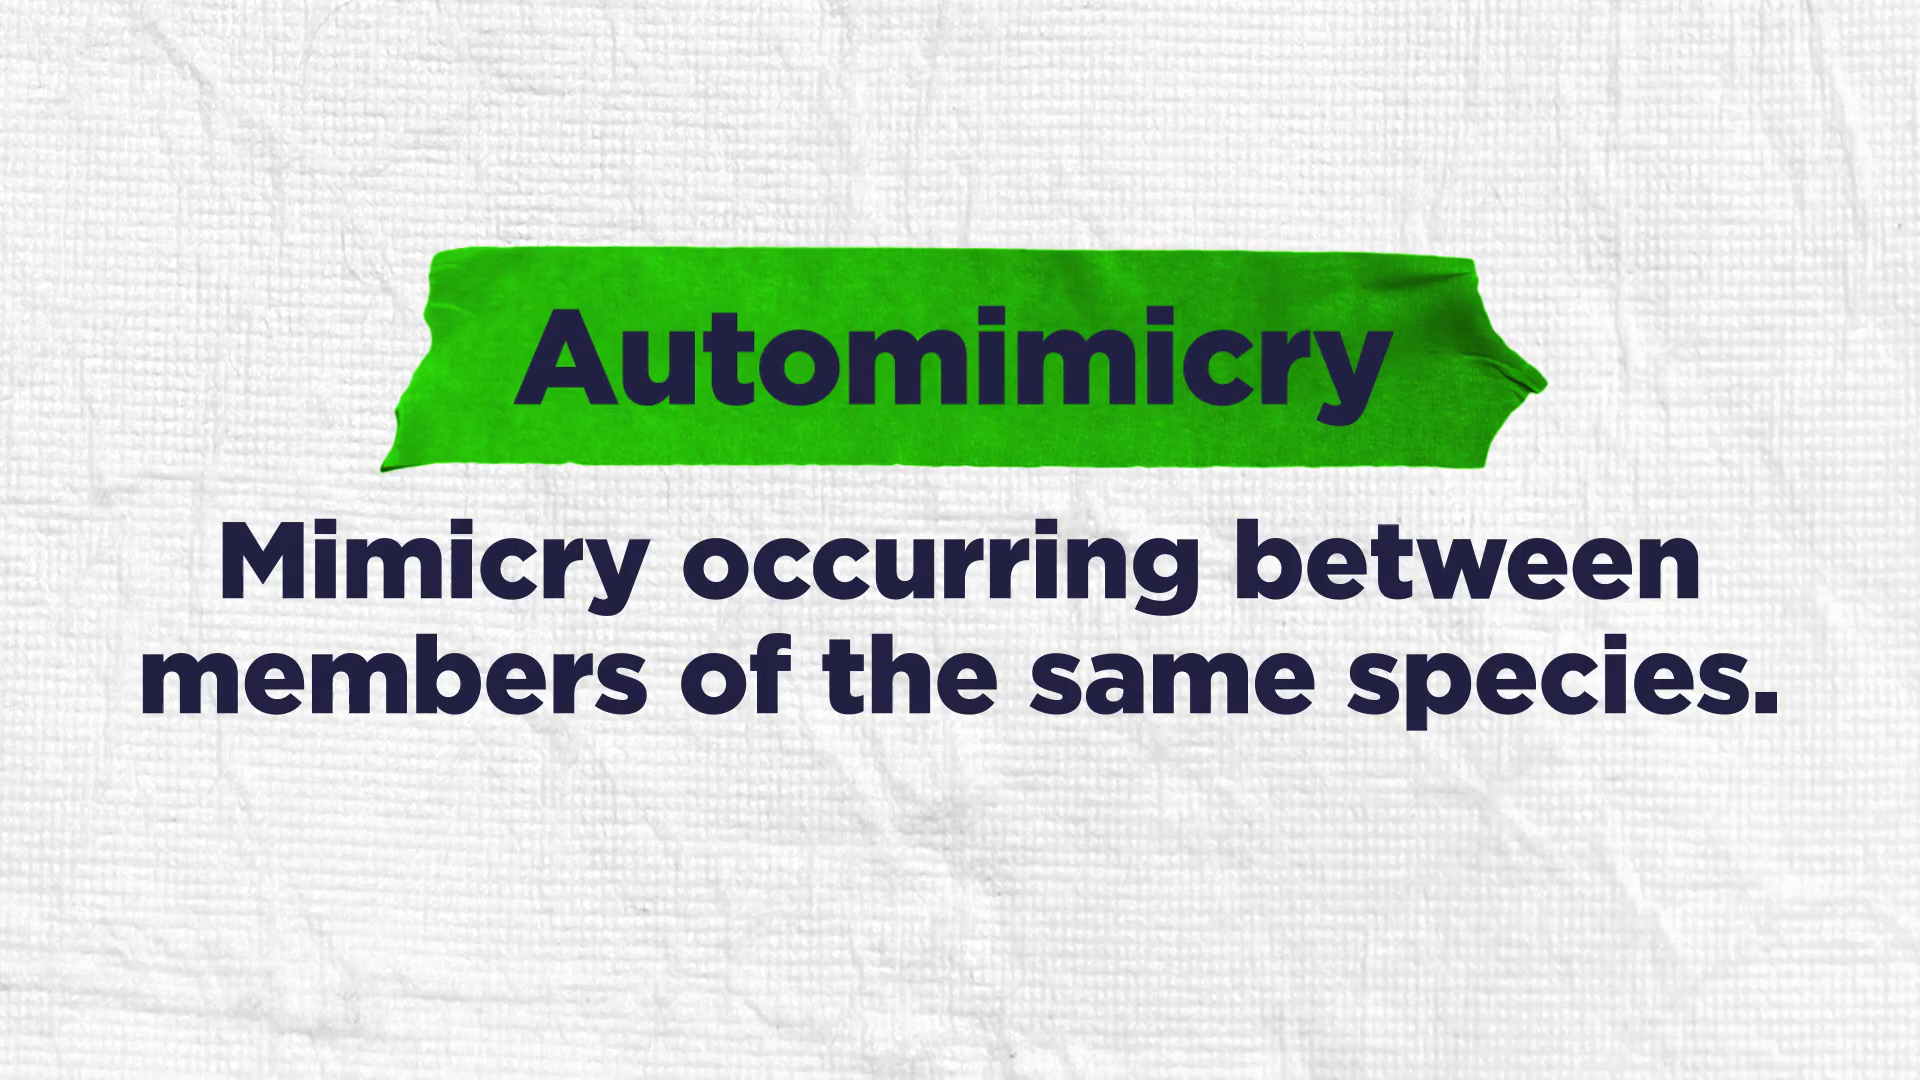 Automimicry
Mimicry occurring between
members of the same species.